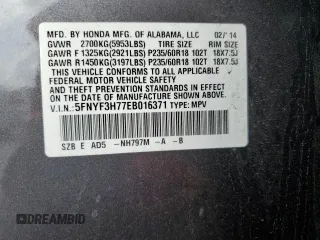 MFD. BY HONDA MFG. OF ALABAMA, LLC 02/'14
GVWR 2700KG(5953LBS) TIRE SIZE RIM SIZE
GAWR F 1325KG(2921LBS) P235/60R18 102T 18X7.5J
GAWR R 1450KG(3197LBS) P235/60R18 102T 18X7.5J
THIS VEHICLE CONFORMS TO ALL APPLICABLE
FEDERAL MOTOR VEHICLE SAFETY
AND THEFT PREVENTION STANDARDS IN EFFECT
ON THE DATE OF MANUFACTURE SHOWN ABOVE.
V.I.N.: 5FNYF3H77EB016371 TYPE: MPV
SZB E AD5 -NH797M -A -B
DREAMBID